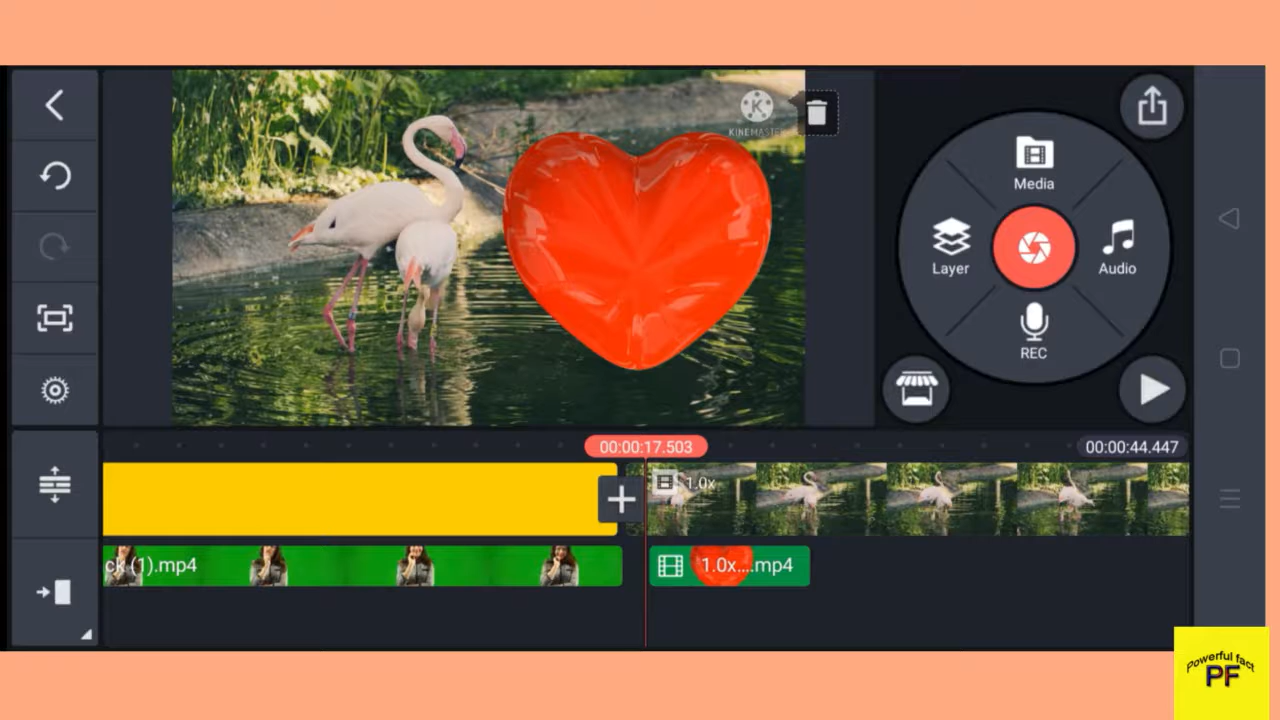 KINEMASTER
Media
Layer
Audio
REC
00:00:17.503
00:00:44.447
1.0x
ck (1).mp4
1.0x....mp4
Powerful fact
PF